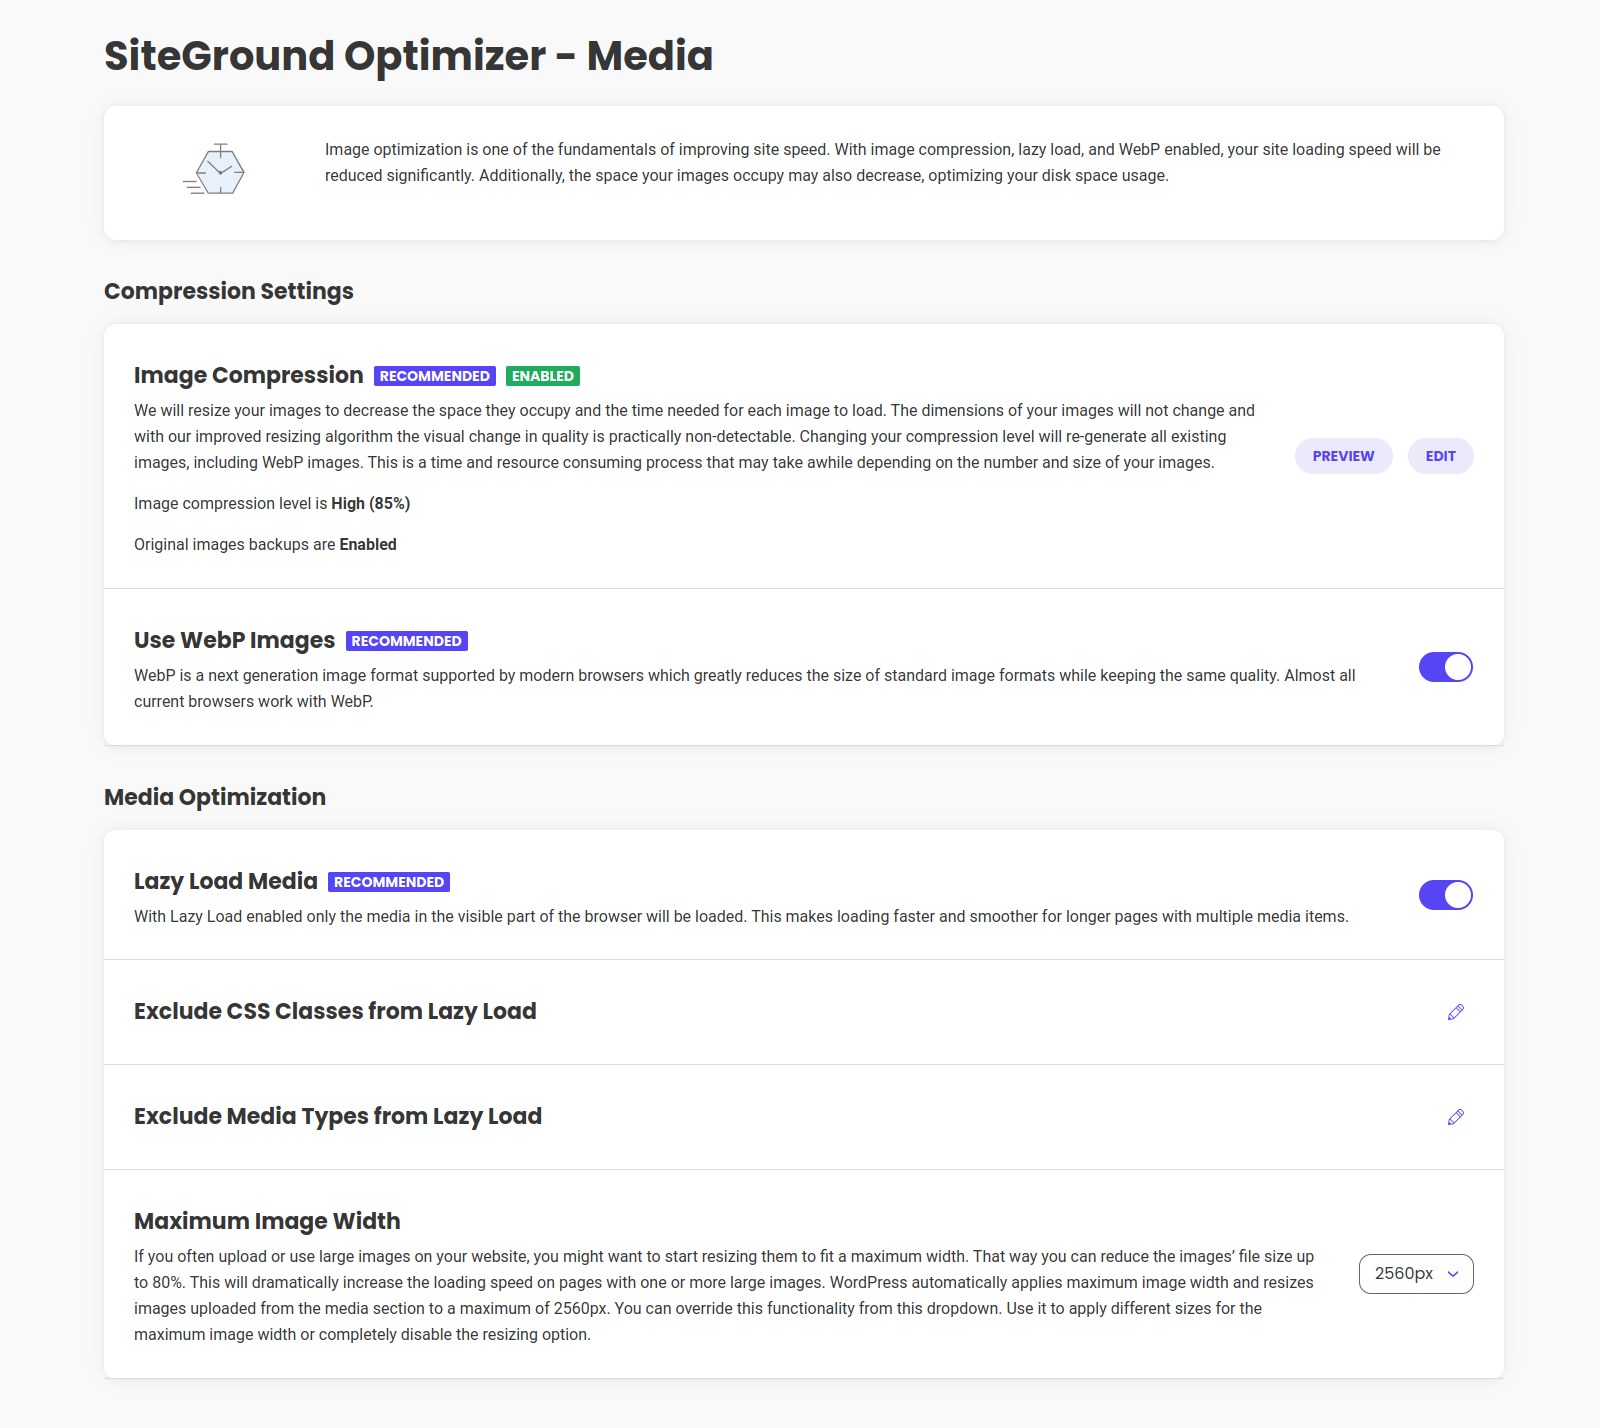 SiteGround Optimizer - Media
Image optimization is one of the fundamentals of improving site speed. With image compression, lazy load, and WebP enabled, your site loading speed will be
reduced significantly. Additionally, the space your images occupy may also decrease, optimizing your disk space usage.
Compression Settings
Image Compression RECOMMENDED ENABLED
We will resize your images to decrease the space they occupy and the time needed for each image to load. The dimensions of your images will not change and
with our improved resizing algorithm the visual change in quality is practically non-detectable. Changing your compression level will re-generate all existing
images, including WebP images. This is a time and resource consuming process that may take awhile depending on the number and size of your images.
PREVIEW EDIT
Image compression level is High (85%)
Original images backups are Enabled
Use WebP Images RECOMMENDED
WebP is a next generation image format supported by modern browsers which greatly reduces the size of standard image formats while keeping the same quality. Almost all
current browsers work with WebP.
Media Optimization
Lazy Load Media RECOMMENDED
With Lazy Load enabled only the media in the visible part of the browser will be loaded. This makes loading faster and smoother for longer pages with multiple media items.
Exclude CSS Classes from Lazy Load
Exclude Media Types from Lazy Load
Maximum Image Width
If you often upload or use large images on your website, you might want to start resizing them to fit a maximum width. That way you can reduce the images’ file size up
to 80%. This will dramatically increase the loading speed on pages with one or more large images. WordPress automatically applies maximum image width and resizes
images uploaded from the media section to a maximum of 2560px. You can override this functionality from this dropdown. Use it to apply different sizes for the
maximum image width or completely disable the resizing option.
2560px